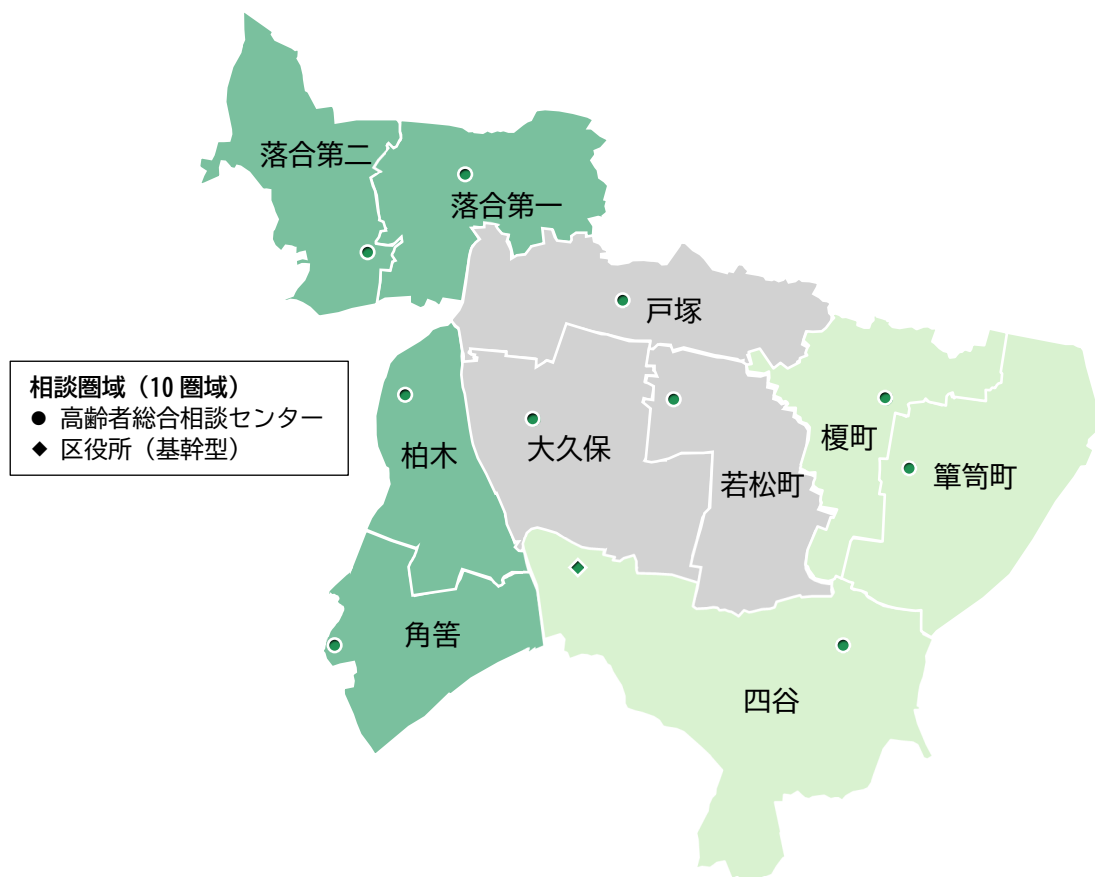 落合第二
落合第一
戸塚
相談圏域（10 圏域）
● 高齢者総合相談センター
◆ 区役所（基幹型）
柏木
大久保
若松町
榎町
簞笥町
角筈
四谷